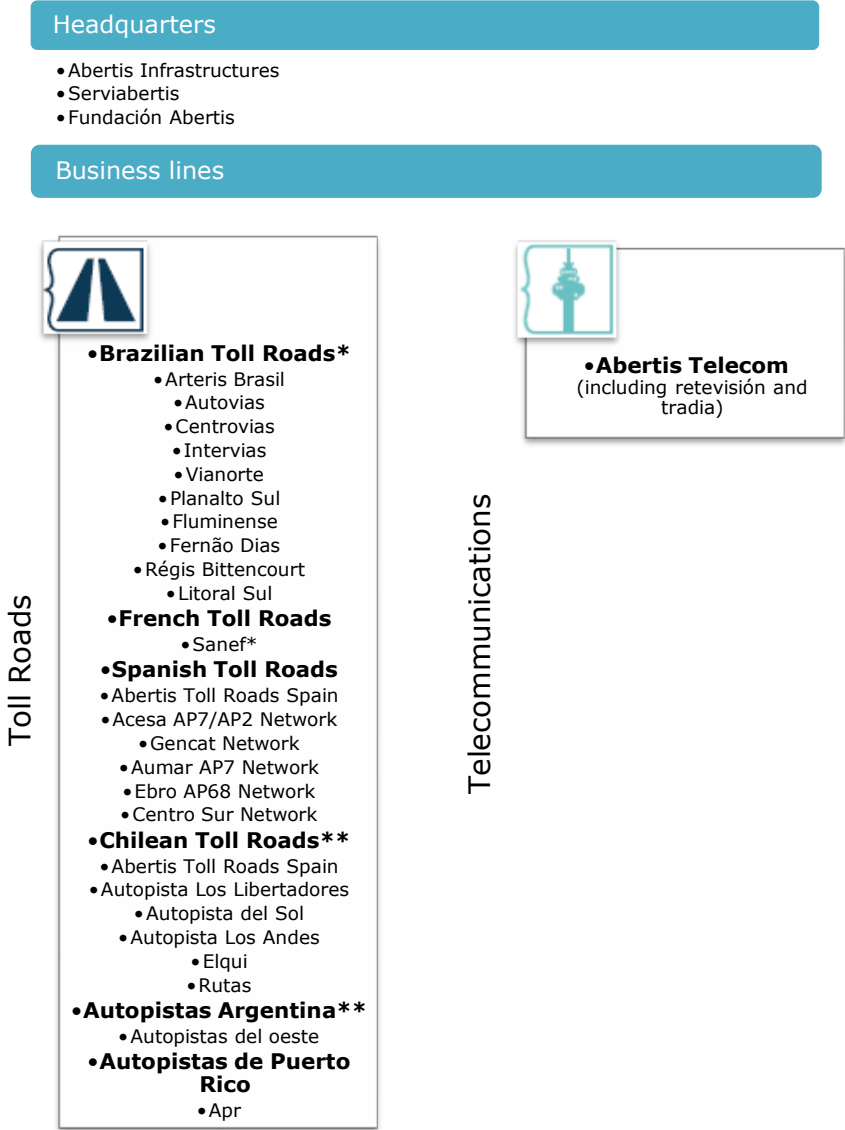 Headquarters
•Abertis Infrastructures
•Serviabertis
•Fundación Abertis
Business lines
Toll Roads
•Brazilian Toll Roads*
•Arteris Brasil
•Autovias
•Centrovias
•Intervias
•Vianorte
•Planalto Sul
•Fluminense
•Fernão Dias
•Régis Bittencourt
•Litoral Sul
•French Toll Roads
•Sanef*
•Spanish Toll Roads
•Abertis Toll Roads Spain
•Acesa AP7/AP2 Network
•Gencat Network
•Aumar AP7 Network
•Ebro AP68 Network
•Centro Sur Network
•Chilean Toll Roads**
•Abertis Toll Roads Spain
•Autopista Los Libertadores
•Autopista del Sol
•Autopista Los Andes
•Elqui
•Rutas
•Autopistas Argentina**
•Autopistas del oeste
•Autopistas de Puerto
Rico
•Apr
Telecommunications
•Abertis Telecom
(including retevisión and
tradia)